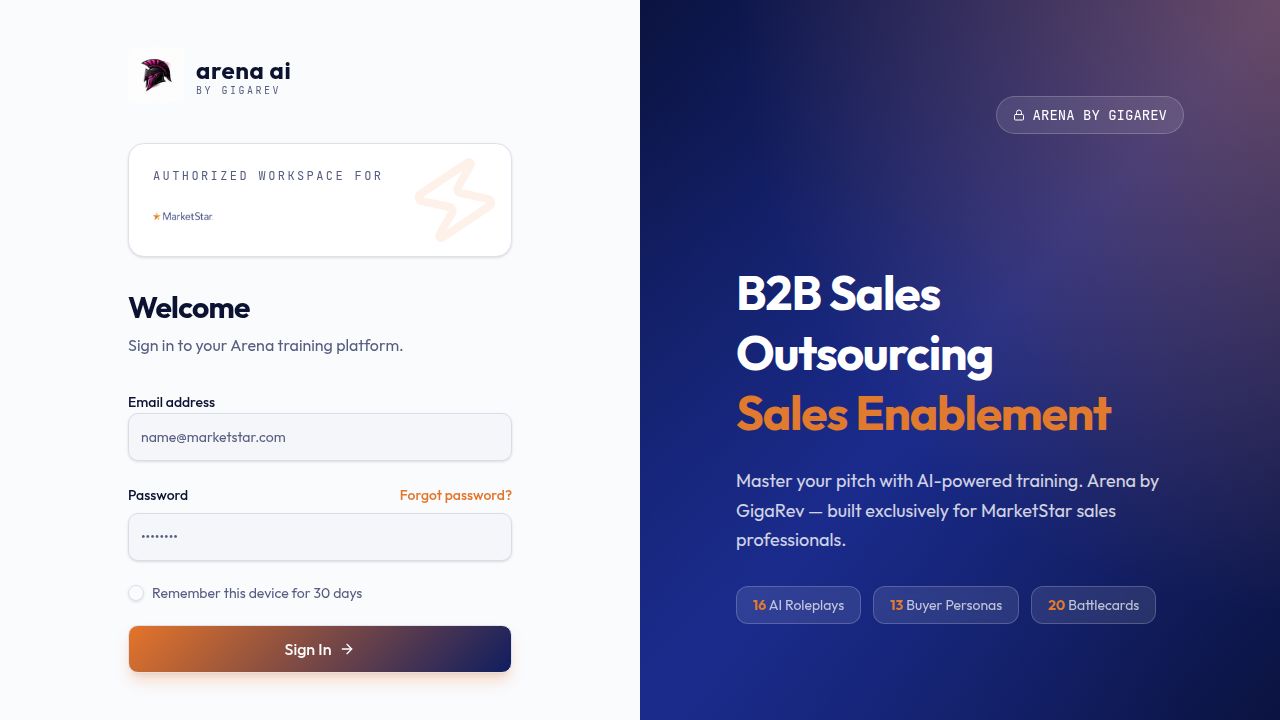 arena ai
BY GIGAREV
AUTHORIZED WORKSPACE FOR
MarketStar
Welcome
Sign in to your Arena training platform.
Email address
name@marketstar.com
Password
Forgot password?
••••••••
Remember this device for 30 days
Sign In →
ARENA BY GIGAREV
B2B Sales
Outsourcing
Sales Enablement
Master your pitch with AI-powered training. Arena by
GigaRev — built exclusively for MarketStar sales
professionals.
16 AI Roleplays
13 Buyer Personas
20 Battlecards